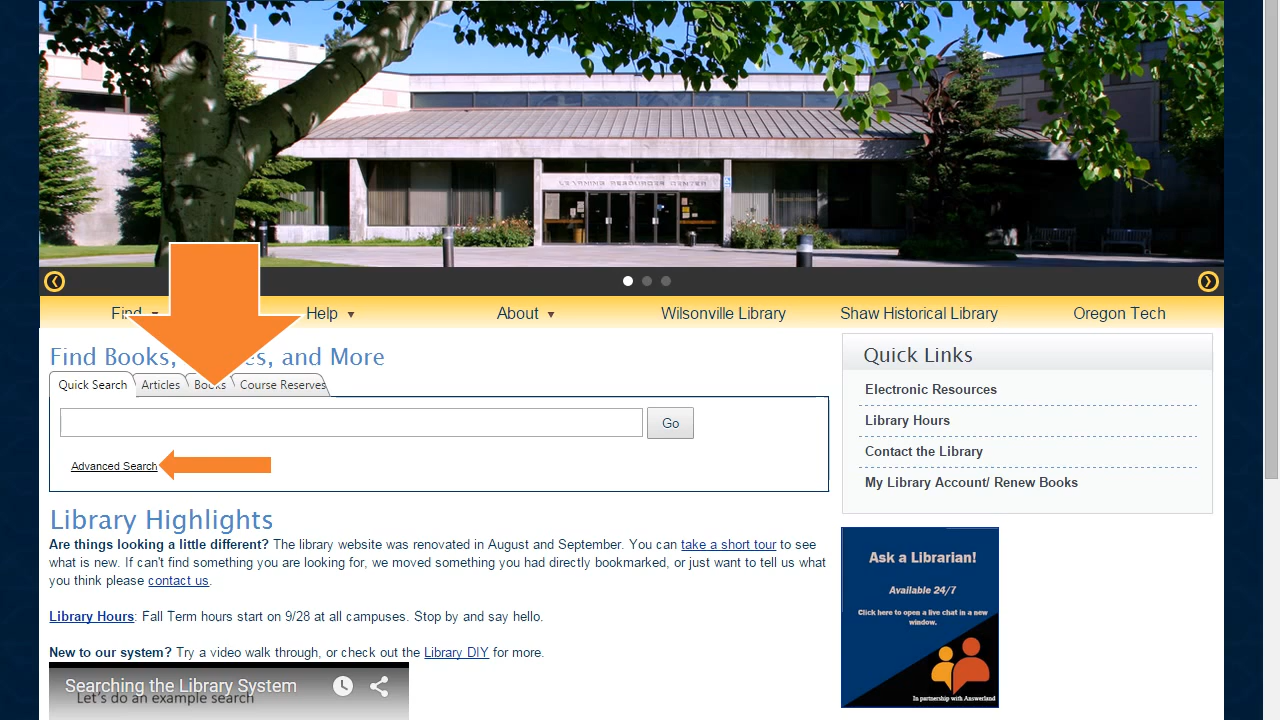 LEARNING RESOURCES CENTER
Find Help About Wilsonville Library Shaw Historical Library Oregon Tech
Find Books, and More
Quick Search Articles Books Course Reserves
Go
Advanced Search
Quick Links
Electronic Resources
Library Hours
Contact the Library
My Library Account/ Renew Books
Library Highlights
Are things looking a little different? The library website was renovated in August and September. You can take a short tour to see
what is new. If can't find something you are looking for, we moved something you had directly bookmarked, or just want to tell us what
you think please contact us.
Library Hours: Fall Term hours start on 9/28 at all campuses. Stop by and say hello.
New to our system? Try a video walk through, or check out the Library DIY for more.
Searching the Library System
Let's do an example search
Ask a Librarian!
Available 24/7
Click here to open a live chat in a new
window.
In partnership with Answerland